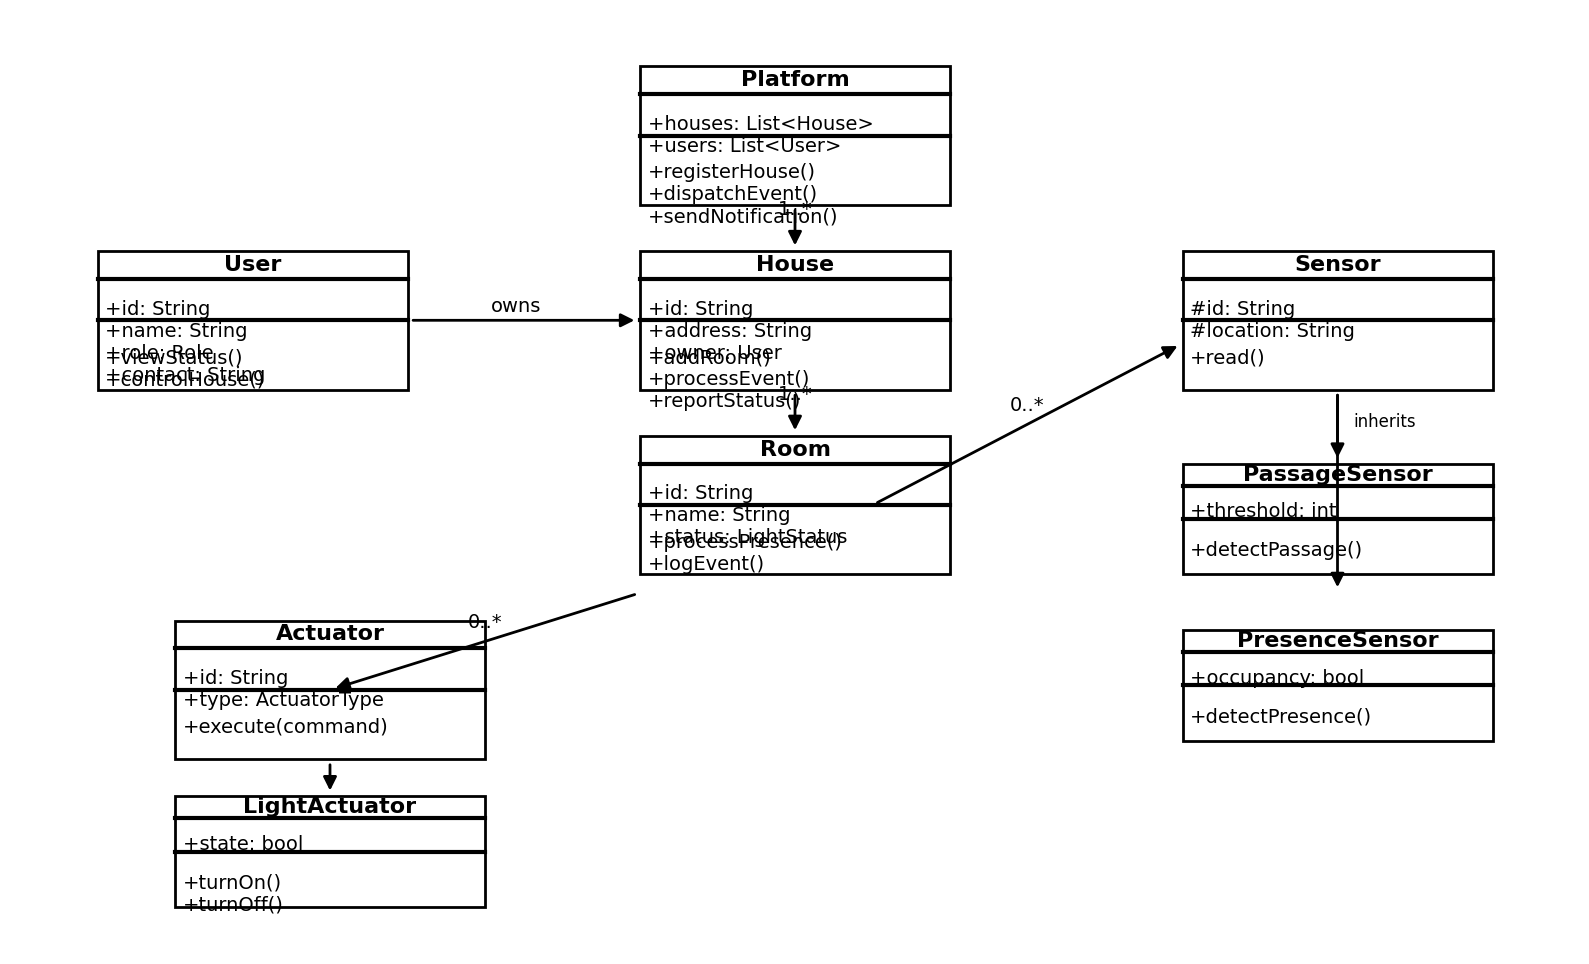 Platform
+houses: List<House>
+users: List<User>
+registerHouse()
+dispatchEvent()
+sendNotification()
1..*
User
+id: String
+name: String
+role: Role
+contact: String
+viewStatus()
+controlHouse()
owns
House
+id: String
+address: String
+owner: User
+addRoom()
+processEvent()
+reportStatus()
1..*
Sensor
#id: String
#location: String
+read()
0..*
inherits
Room
+id: String
+name: String
+status: LightStatus
+processPresence()
+logEvent()
PassageSensor
+threshold: int
+detectPassage()
0..*
Actuator
+id: String
+type: ActuatorType
+execute(command)
PresenceSensor
+occupancy: bool
+detectPresence()
LightActuator
+state: bool
+turnOn()
+turnOff()